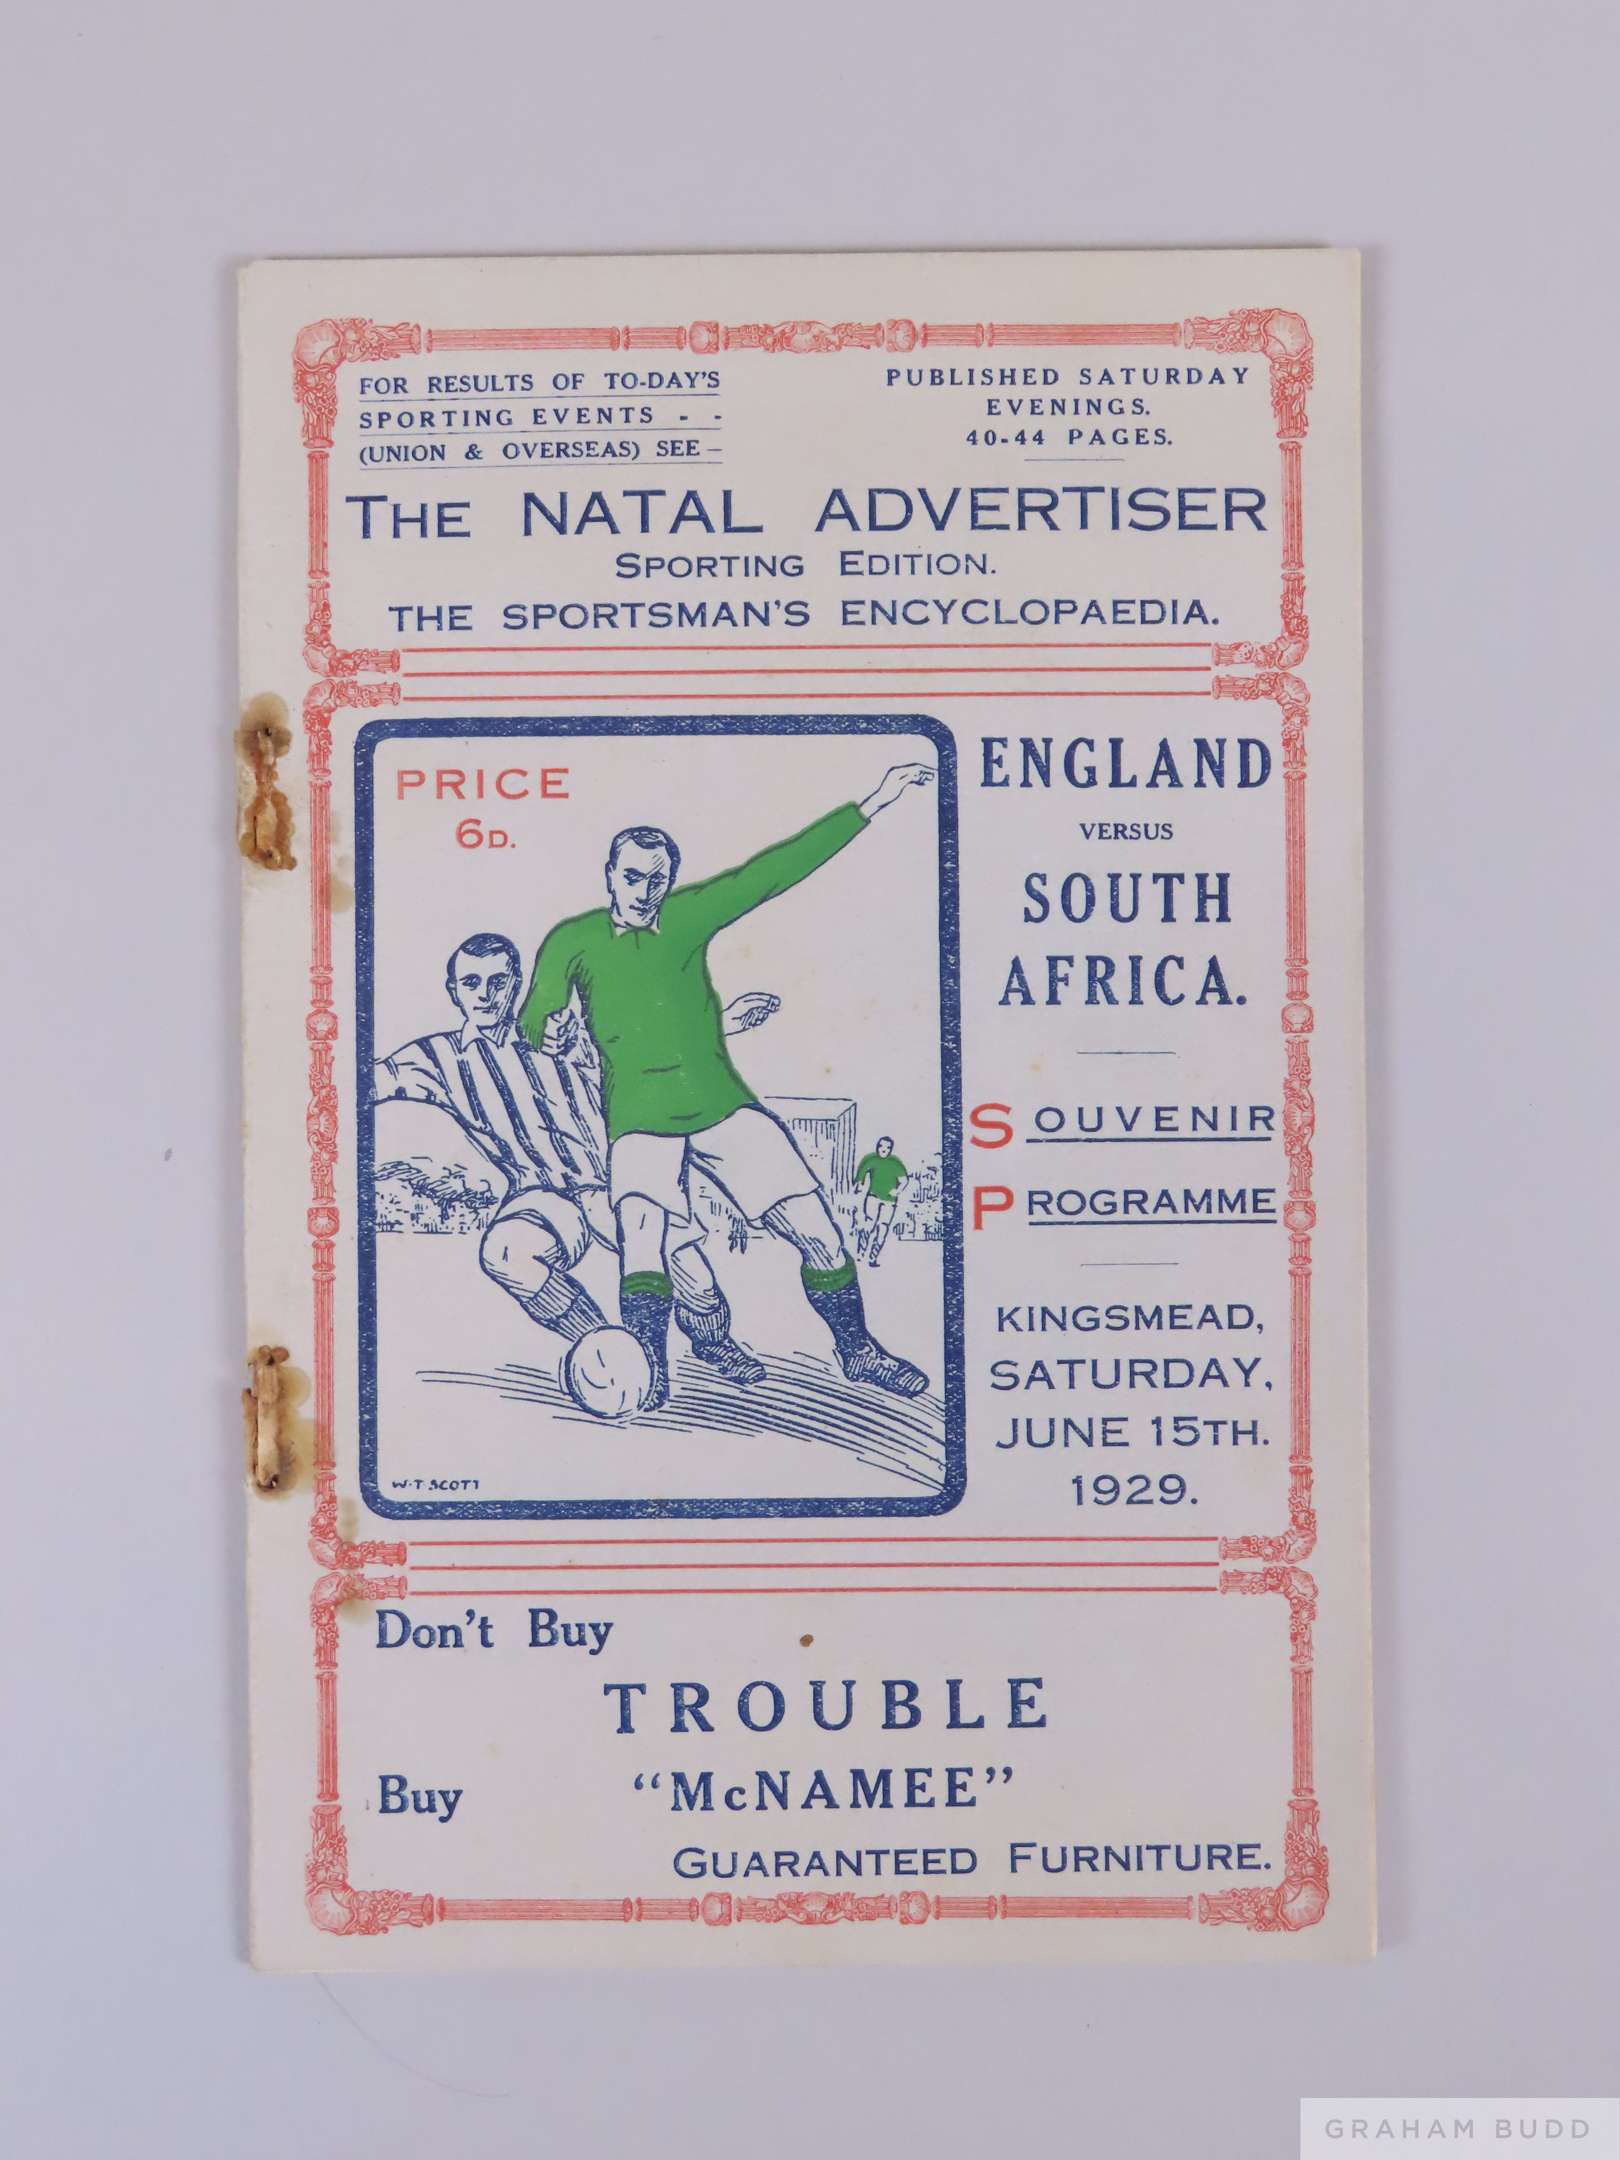 FOR RESULTS OF TO-DAY'S
SPORTING EVENTS - -
(UNION & OVERSEAS) SEE –
PUBLISHED SATURDAY
EVENINGS.
40-44 PAGES.
THE NATAL ADVERTISER
SPORTING EDITION.
THE SPORTSMAN'S ENCYCLOPAEDIA.
PRICE
6D.
W.T SCOTT
ENGLAND
VERSUS
SOUTH
AFRICA.
SOUVENIR
PROGRAMME
KINGSMEAD,
SATURDAY,
JUNE 15TH.
1929.
Don't Buy
TROUBLE
Buy "McNAMEE"
GUARANTEED FURNITURE.
GRAHAM BUDD